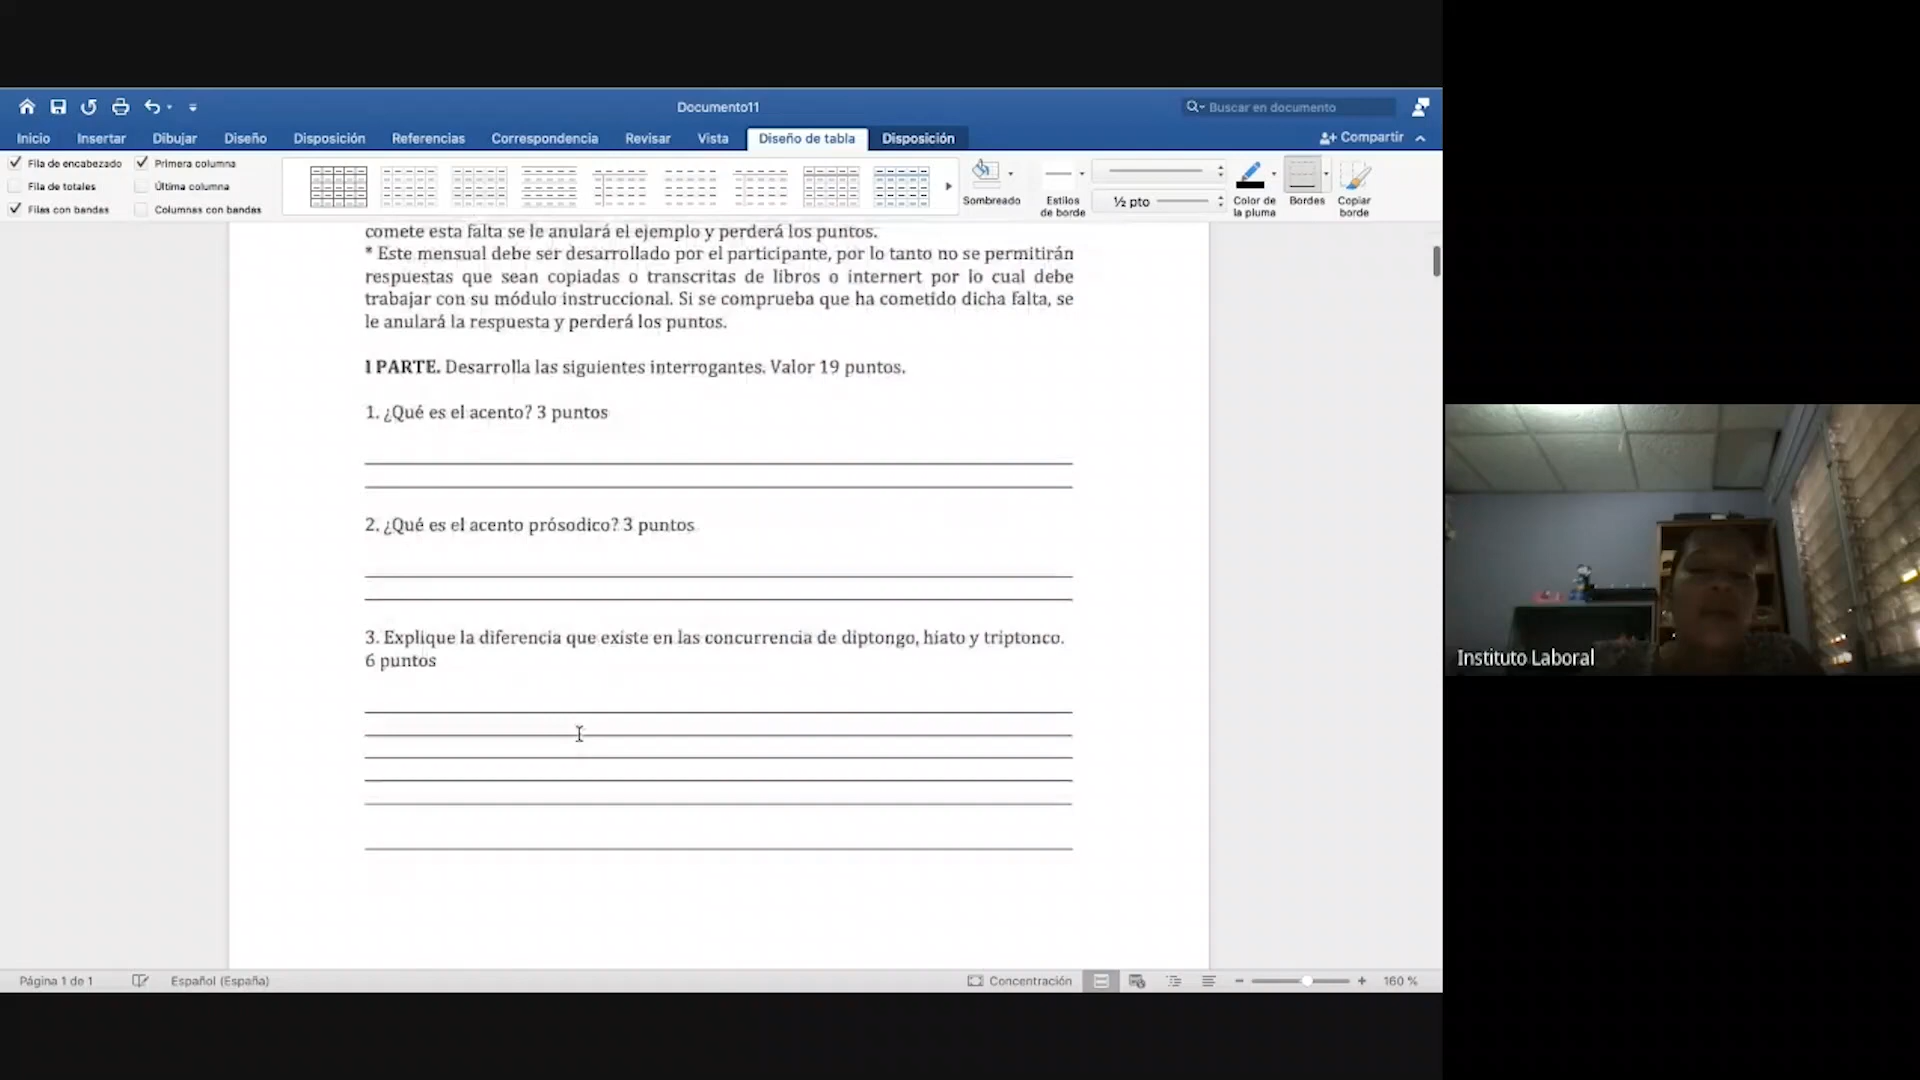 Documento11
Buscar en documento
Inicio Insertar Dibujar Diseño Disposición Referencias Correspondencia Revisar Vista Diseño de tabla Disposición Compartir
Fila de encabezado Primera columna
Fila de totales Última columna
Filas con bandas Columnas con bandas
Sombreado
Estilos de borde
½ pto
Color de la pluma
Bordes
Copiar borde
comete esta falta se le anulará el ejemplo y perderá los puntos.
* Este mensual debe ser desarrollado por el participante, por lo tanto no se permitirán
respuestas que sean copiadas o transcritas de libros o internert por lo cual debe
trabajar con su módulo instruccional. Si se comprueba que ha cometido dicha falta, se
le anulará la respuesta y perderá los puntos.
I PARTE. Desarrolla las siguientes interrogantes. Valor 19 puntos.
1. ¿Qué es el acento? 3 puntos
2. ¿Qué es el acento prósodico? 3 puntos
3. Explique la diferencia que existe en las concurrencia de diptongo, hiato y triptonco.
6 puntos
Instituto Laboral
Página 1 de 1 Español (España) Concentración 160 %